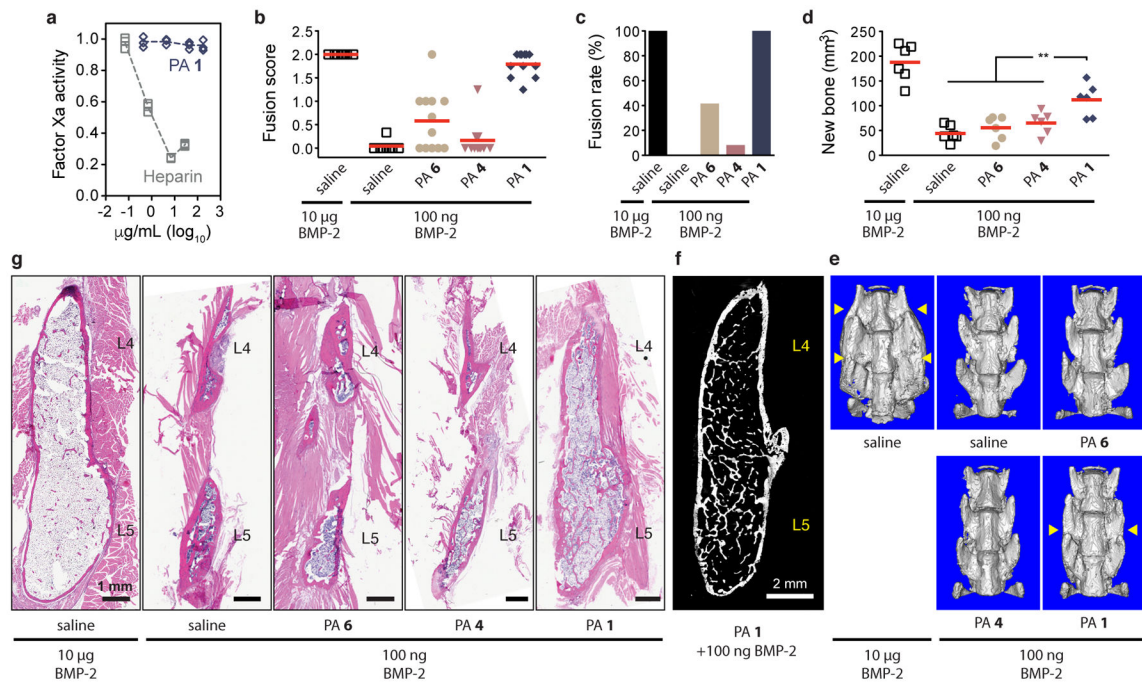 a
Factor Xa activity
1.0
0.8
0.6
0.4
0.2
0.0
PA 1
Heparin
-2 -1 0 1 2 3
µg/mL (log10)
b
Fusion score
2.0
1.5
1.0
0.5
0.0
saline
saline
PA 6
PA 4
PA 1
10 µg
BMP-2
100 ng
BMP-2
c
Fusion rate (%)
100
80
60
40
20
0
saline
saline
PA 6
PA 4
PA 1
10 µg
BMP-2
100 ng
BMP-2
d
New bone (mm³)
250
200
150
100
50
0
**
saline
saline
PA 6
PA 4
PA 1
10 µg
BMP-2
100 ng
BMP-2
g
L4
L5
1 mm
L4
L5
L4
L5
L4
L5
L4
L5
saline
saline
PA 6
PA 4
PA 1
10 µg
BMP-2
100 ng
BMP-2
f
L4
L5
2 mm
PA 1
+100 ng BMP-2
e
saline
saline
PA 6
PA 4
PA 1
10 µg
BMP-2
100 ng
BMP-2